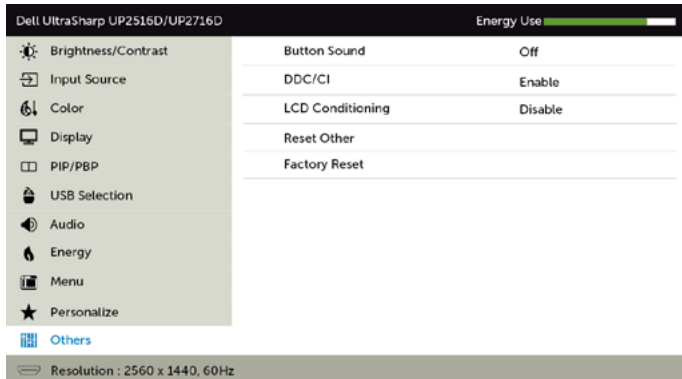 Dell UltraSharp UP2516D/UP2716D Energy Use
Brightness/Contrast Button Sound Off
Input Source DDC/CI Enable
Color LCD Conditioning Disable
Display Reset Other
PIP/PBP Factory Reset
USB Selection
Audio
Energy
Menu
Personalize
Others
Resolution : 2560 x 1440, 60Hz